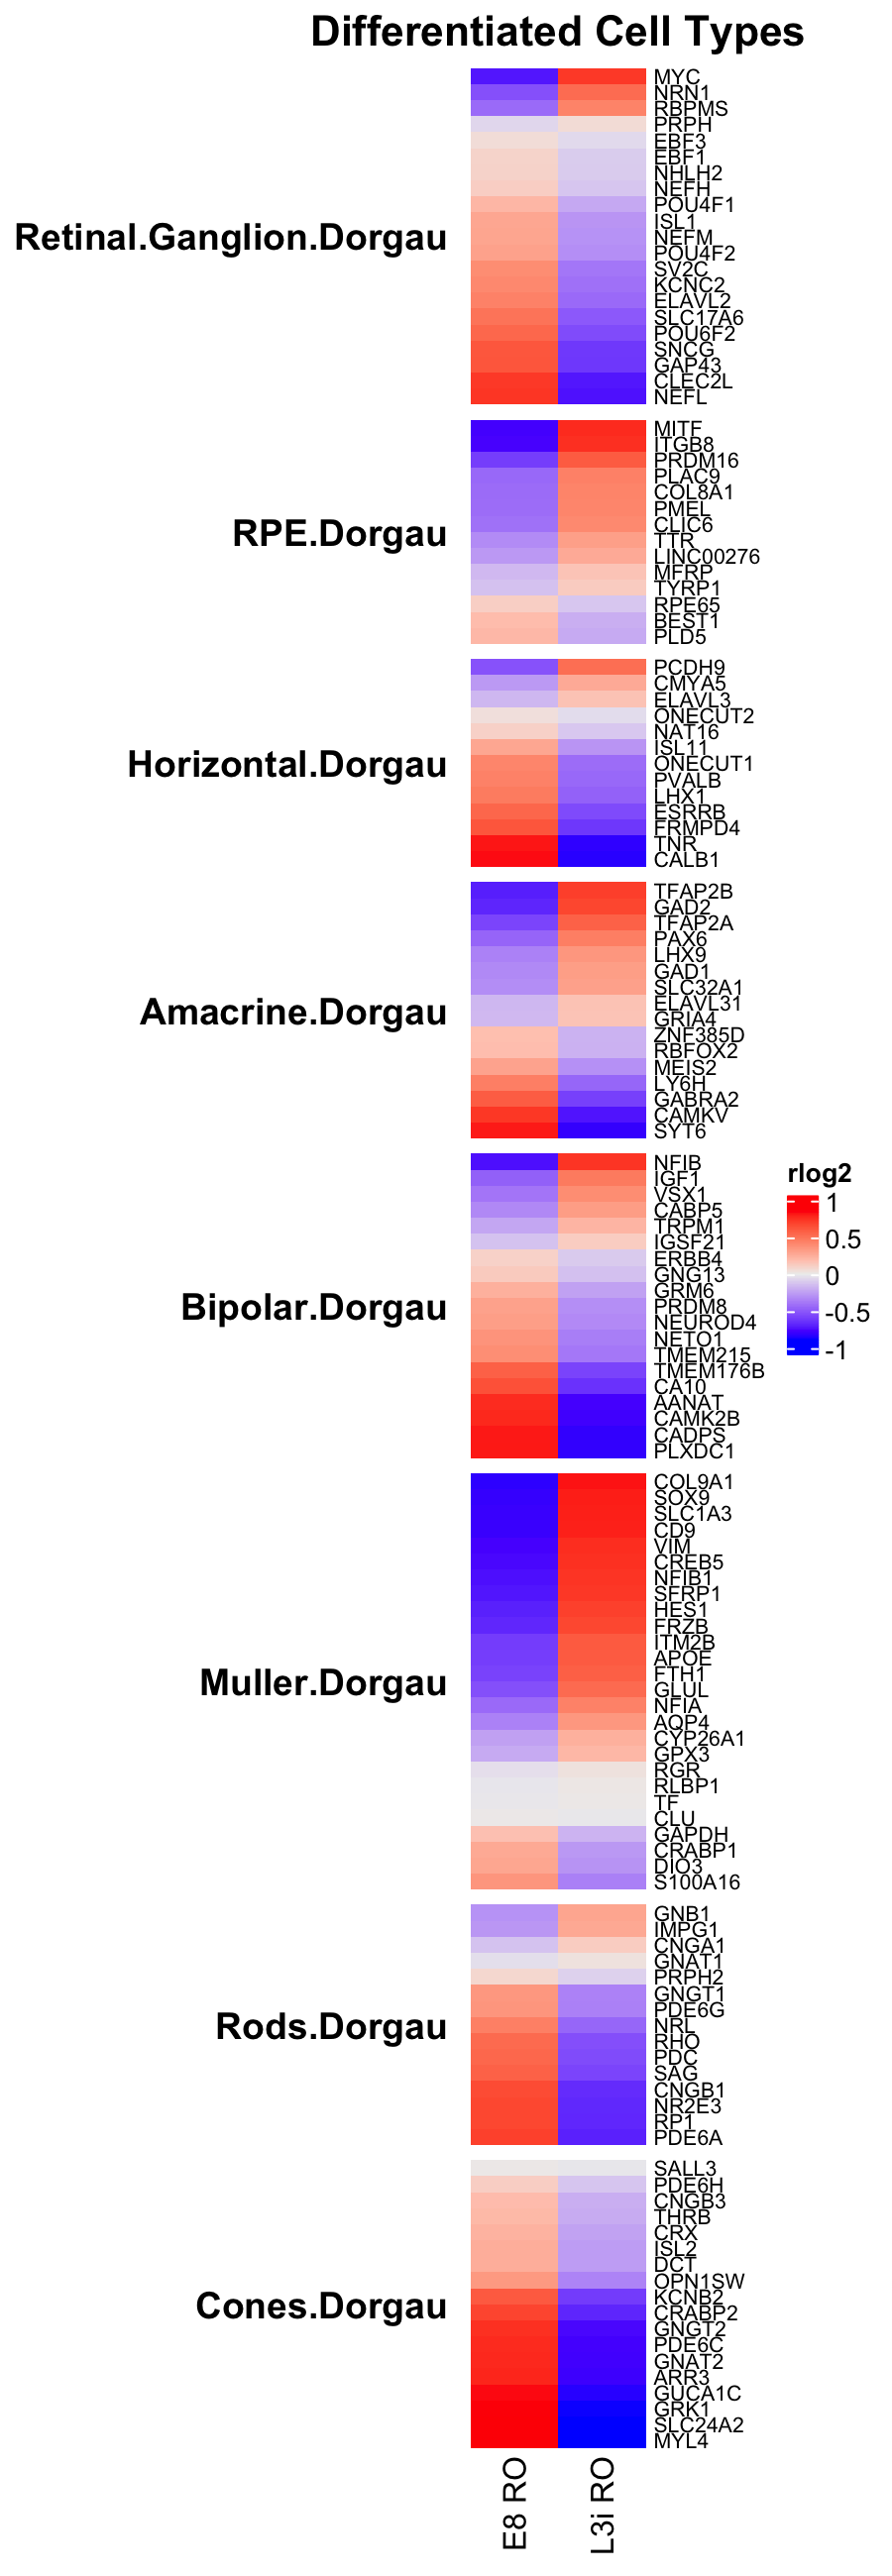 Differentiated Cell Types
Retinal.Ganglion.Dorgau
MYC
NRN1
RBPMS
PRPH
EBF3
EBF1
NHLH2
NEFH
POU4F1
ISL1
NEFM
POU4F2
SV2C
KCNC2
ELAVL2
SLC17A6
POU6F2
SNCG
GAP43
CLEC2L
NEFL
RPE.Dorgau
MITF
ITGB8
PRDM16
PLAC9
COL8A1
PMEL
CLIC6
TTR
LINC00276
MFRP
TYRP1
RPE65
BEST1
PLD5
Horizontal.Dorgau
PCDH9
CMYA5
ELAVL3
ONECUT2
NAT16
ISL11
ONECUT1
PVALB
LHX1
ESRRB
FRMPD4
TNR
CALB1
Amacrine.Dorgau
TFAP2B
GAD2
TFAP2A
PAX6
LHX9
GAD1
SLC32A1
ELAVL31
GRIA4
ZNF385D
RBFOX2
MEIS2
LY6H
GABRA2
CAMKV
SYT6
Bipolar.Dorgau
NFIB
IGF1
VSX1
CABP5
TRPM1
IGSF21
ERBB4
GNG13
GRM6
PRDM8
NEUROD4
NETO1
TMEM215
TMEM176B
CA10
AANAT
CAMK2B
CADPS
PLXDC1
Muller.Dorgau
COL9A1
SOX9
SLC1A3
CD9
VIM
CREB5
NFIB1
SFRP1
HES1
FRZB
ITM2B
APOE
FTH1
GLUL
NFIA
AQP4
CYP26A1
GPX3
RGR
RLBP1
TF
CLU
GAPDH
CRABP1
DIO3
S100A16
Rods.Dorgau
GNB1
IMPG1
CNGA1
GNAT1
PRPH2
GNGT1
PDE6G
NRL
RHO
PDC
SAG
CNGB1
NR2E3
RP1
PDE6A
Cones.Dorgau
SALL3
PDE6H
CNGB3
THRB
CRX
ISL2
DCT
OPN1SW
KCNB2
CRABP2
GNGT2
PDE6C
GNAT2
ARR3
GUCA1C
GRK1
SLC24A2
MYL4
E8 RO
L3i RO
rlog2
1
0.5
0
-0.5
-1